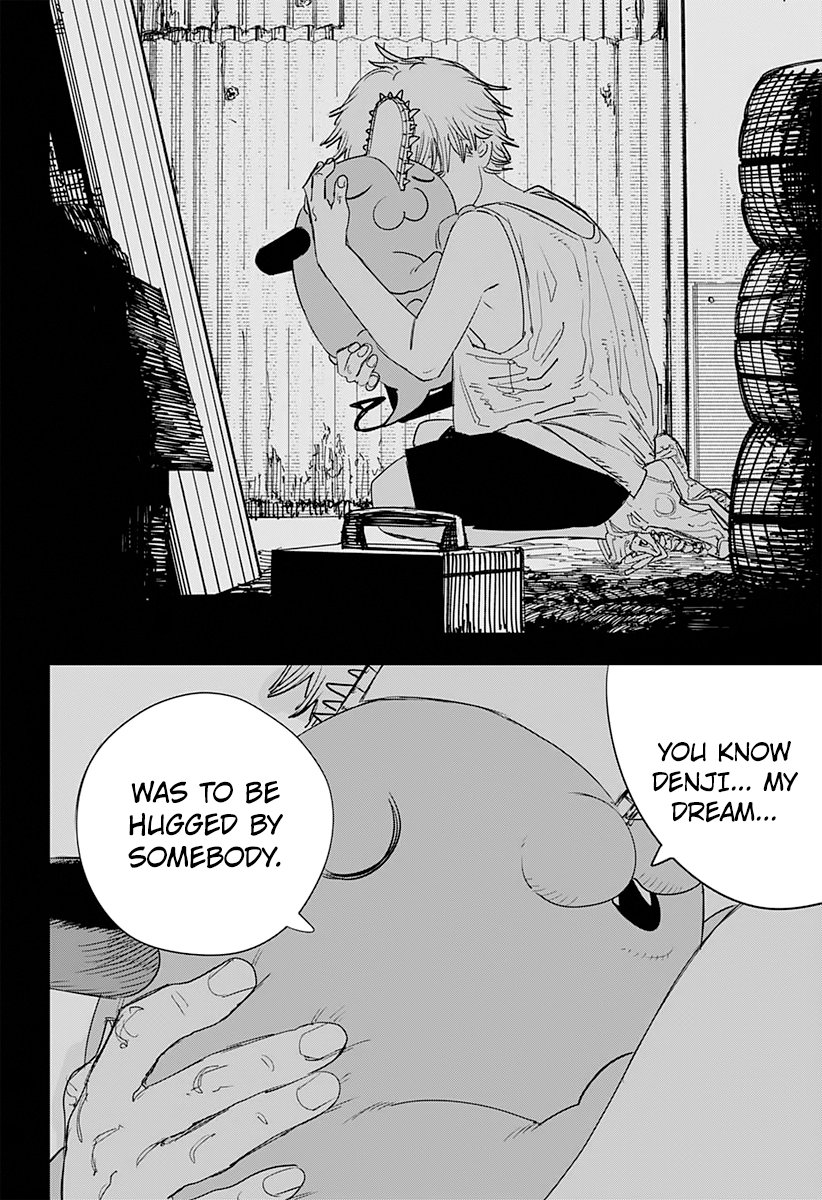 YOU KNOW
DENJI... MY
DREAM...
WAS TO BE
HUGGED BY
SOMEBODY.